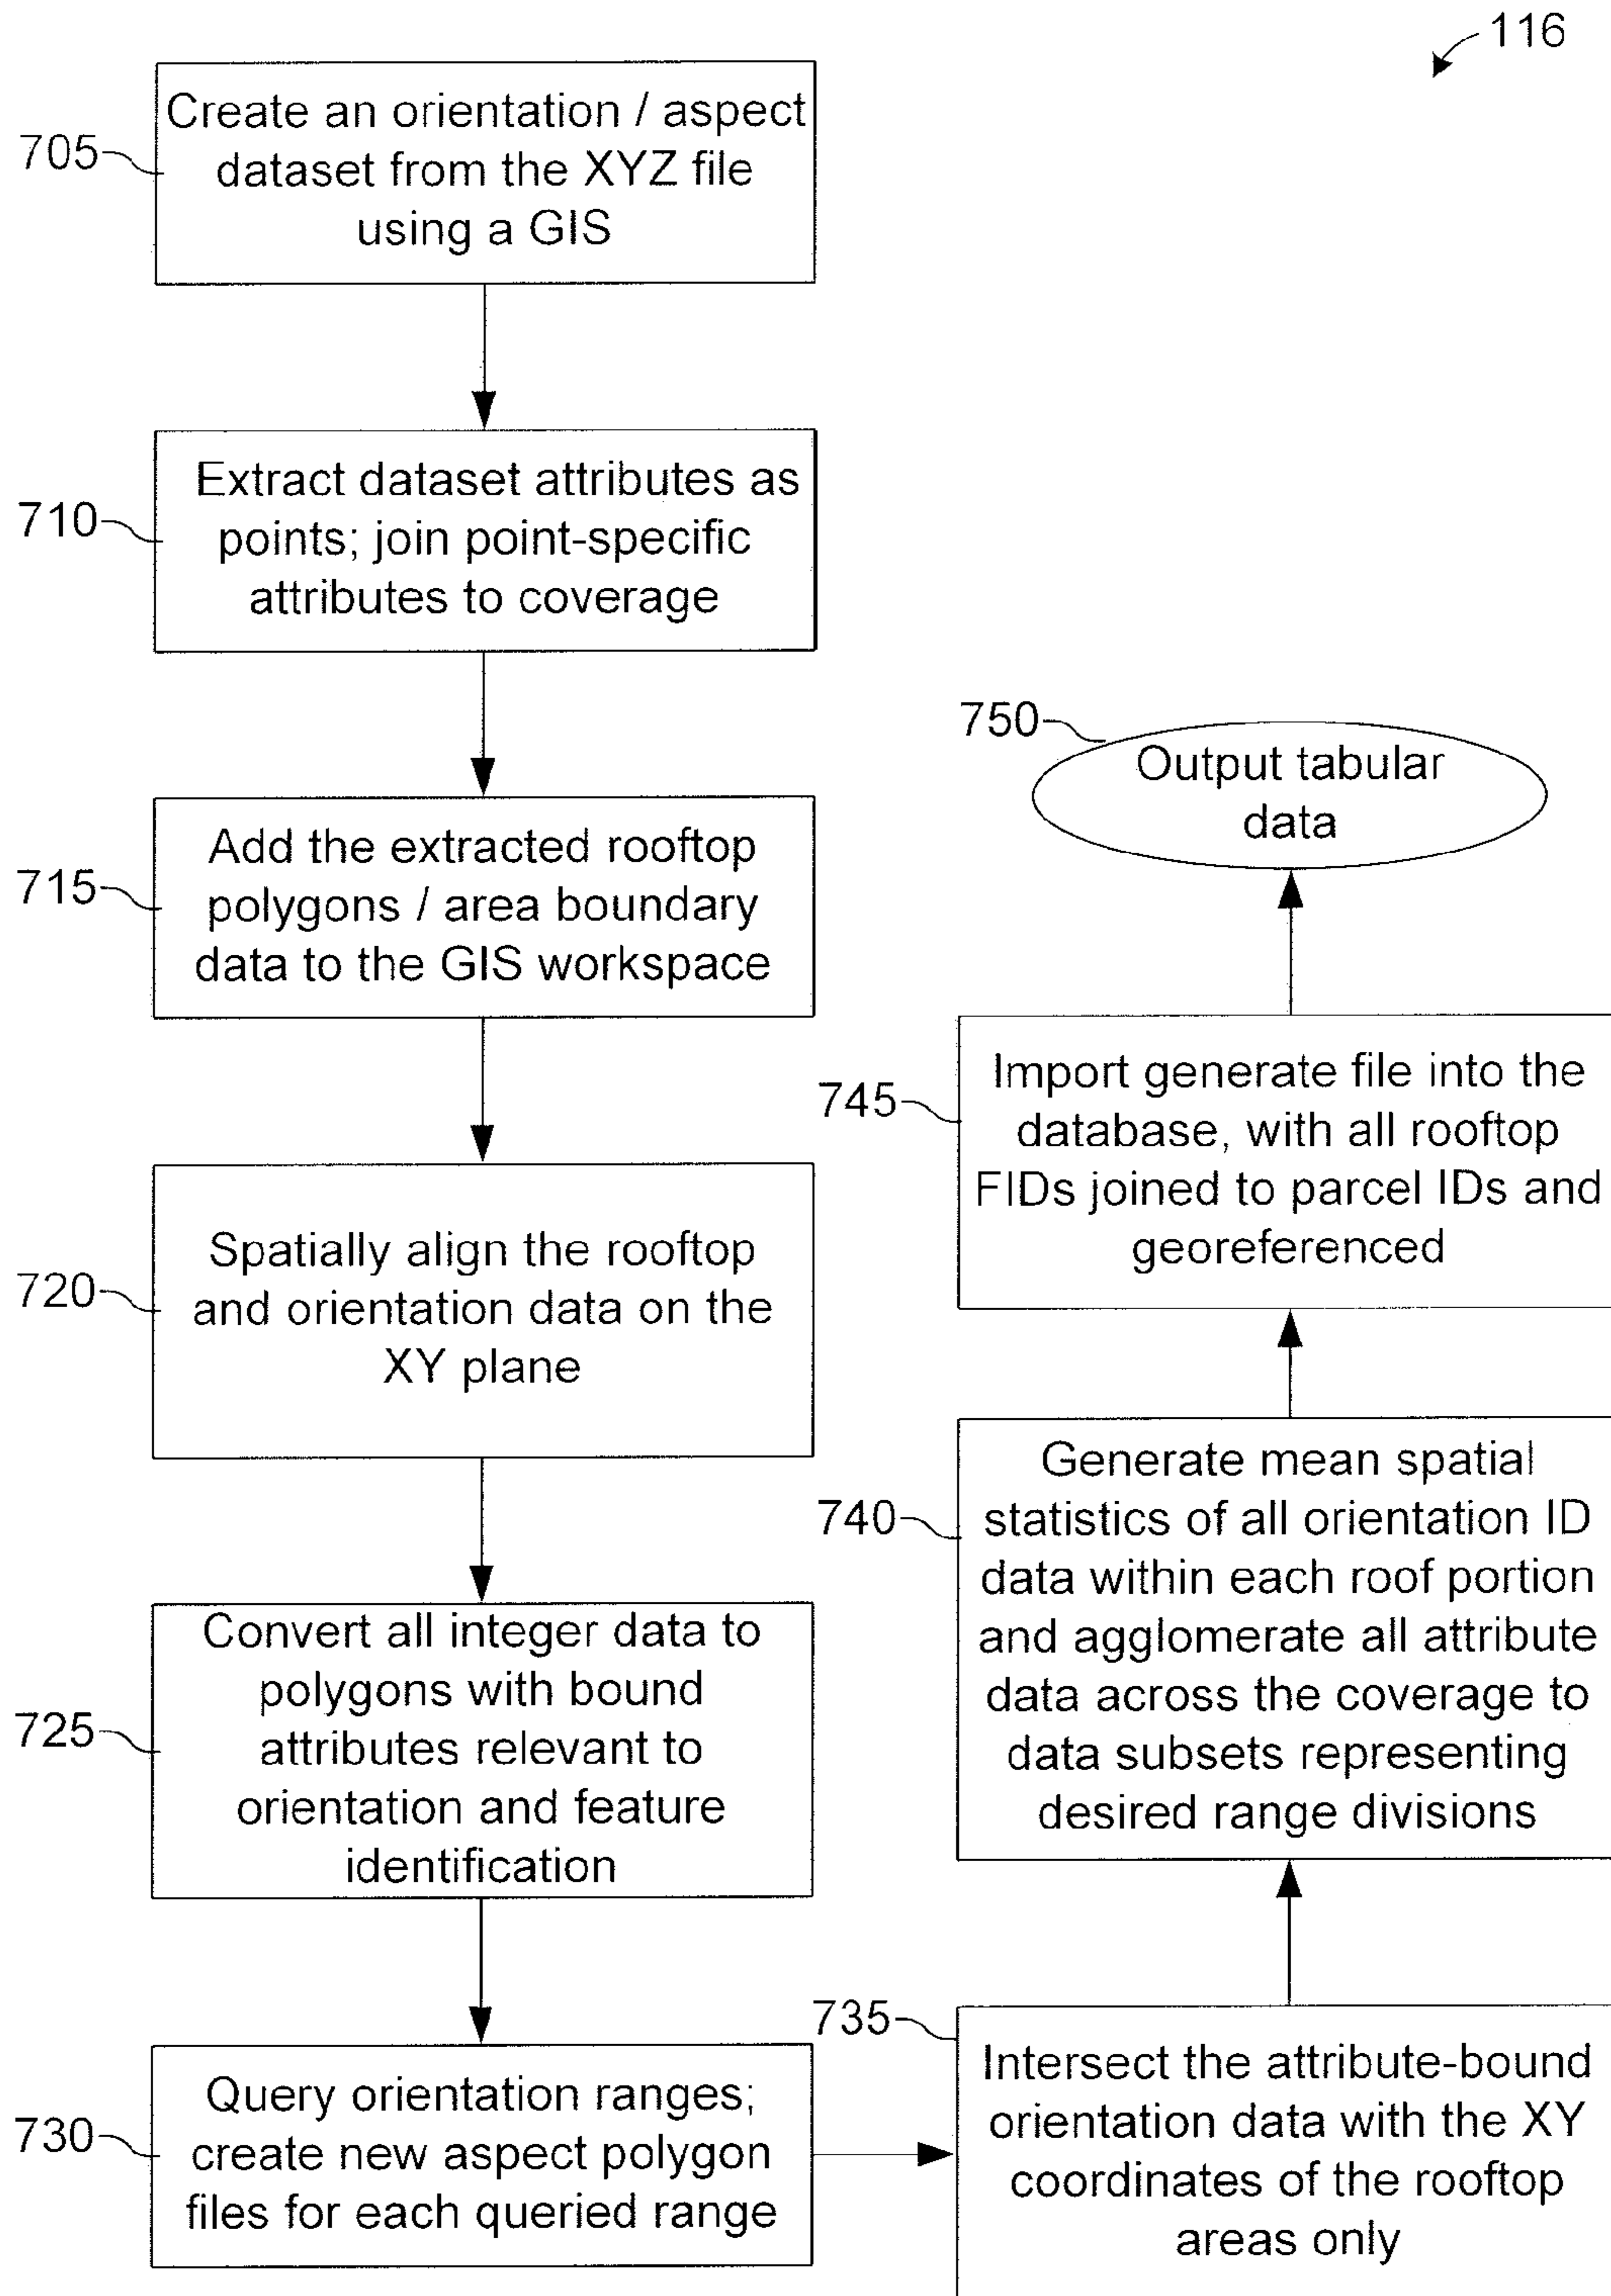 116
705
Create an orientation / aspect
dataset from the XYZ file
using a GIS
710
Extract dataset attributes as
points; join point-specific
attributes to coverage
715
Add the extracted rooftop
polygons / area boundary
data to the GIS workspace
720
Spatially align the rooftop
and orientation data on the
XY plane
725
Convert all integer data to
polygons with bound
attributes relevant to
orientation and feature
identification
730
Query orientation ranges;
create new aspect polygon
files for each queried range
735
Intersect the attribute-bound
orientation data with the XY
coordinates of the rooftop
areas only
740
Generate mean spatial
statistics of all orientation ID
data within each roof portion
and agglomerate all attribute
data across the coverage to
data subsets representing
desired range divisions
745
Import generate file into the
database, with all rooftop
FIDs joined to parcel IDs and
georeferenced
750
Output tabular
data